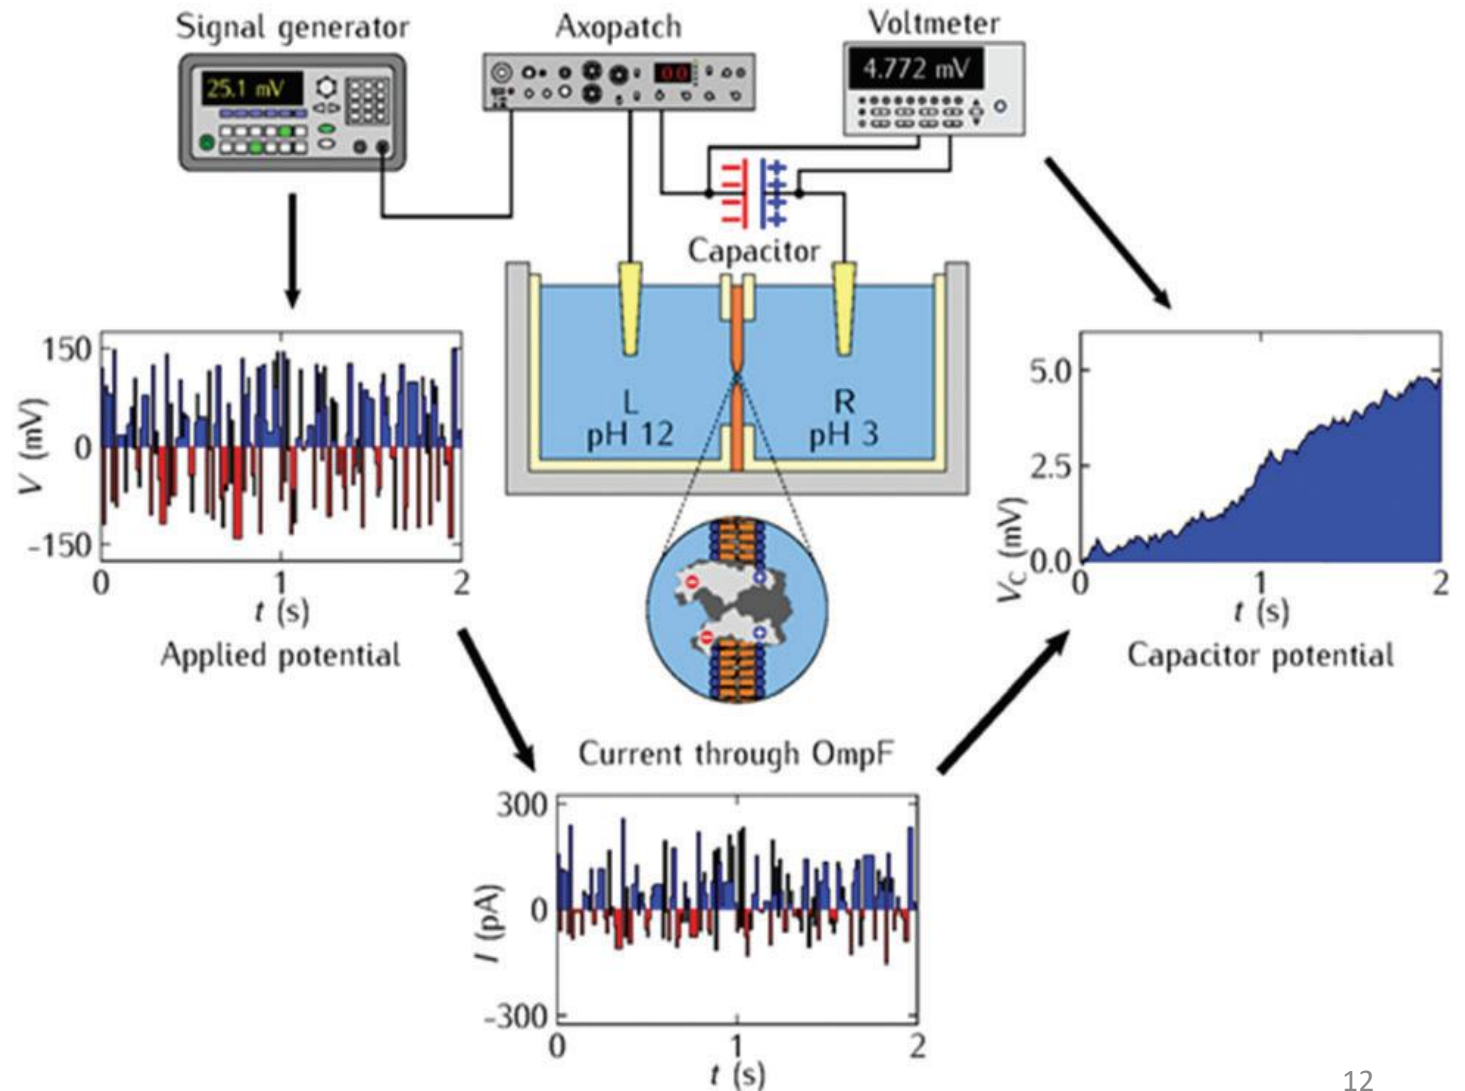 Signal generator
Axopatch
Voltmeter
25.1 mV
00
4.772 mV
Capacitor
L
pH 12
R
pH 3
150
0
-150
V (mV)
0
1
2
t (s)
Applied potential
5.0
2.5
0.0
VC (mV)
0
1
2
t (s)
Capacitor potential
Current through OmpF
300
0
-300
I (pA)
0
1
2
t (s)
12